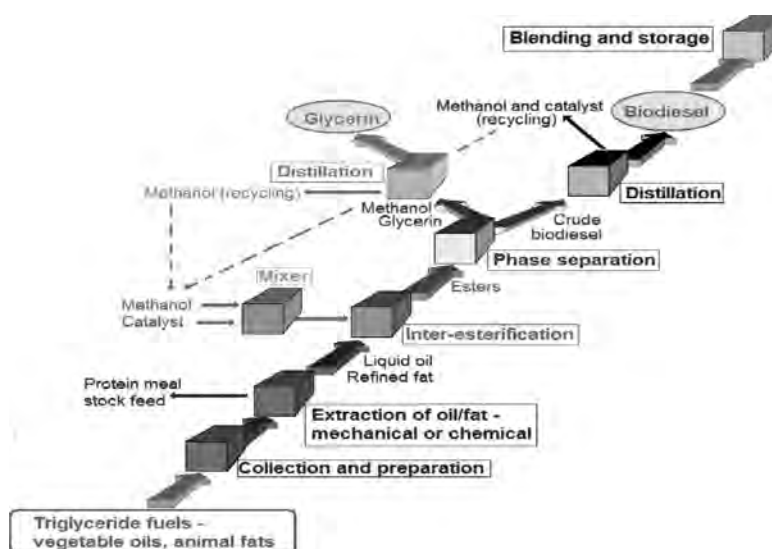 Blending and storage
Methanol and catalyst
(recycling)
Biodiesel
Glycerin
Distillation
Methanol (recycling)
Methanol
Glycerin
Distillation
Crude
biodiesel
Phase separation
Mixer
Esters
Methanol
Catalyst
Inter-esterification
Liquid oil
Refined fat
Protein meal
stock feed
Extraction of oil/fat -
mechanical or chemical
Collection and preparation
Triglyceride fuels -
vegetable oils, animal fats